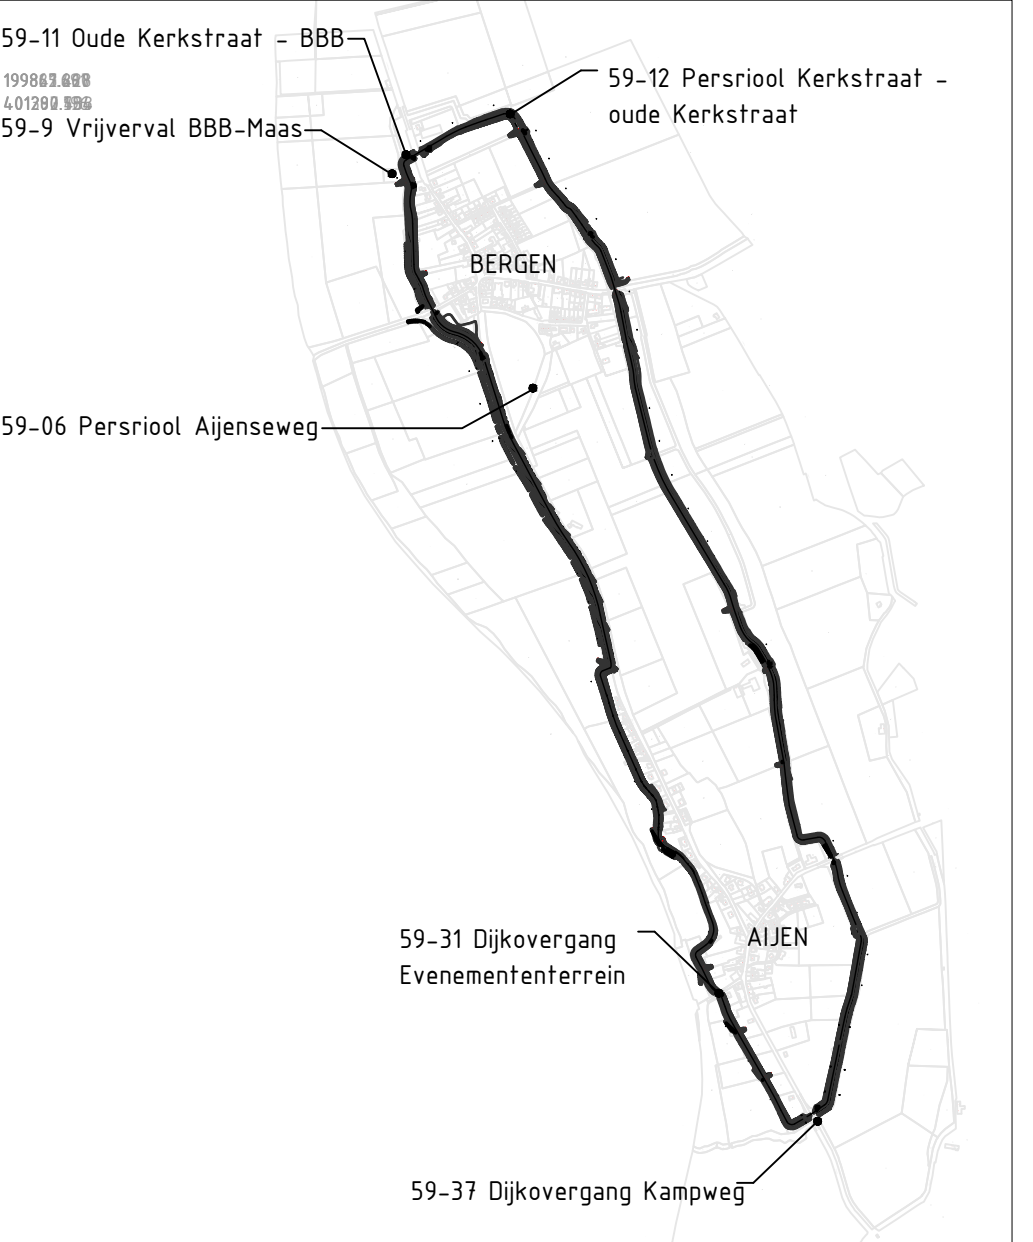 59-11 Oude Kerkstraat - BBB
59-12 Persriool Kerkstraat -
oude Kerkstraat
59-9 Vrijverval BBB-Maas
BERGEN
59-06 Persriool Aijenseweg
59-31 Dijkovergang
Evenemententerrein
AIJEN
59-37 Dijkovergang Kampweg